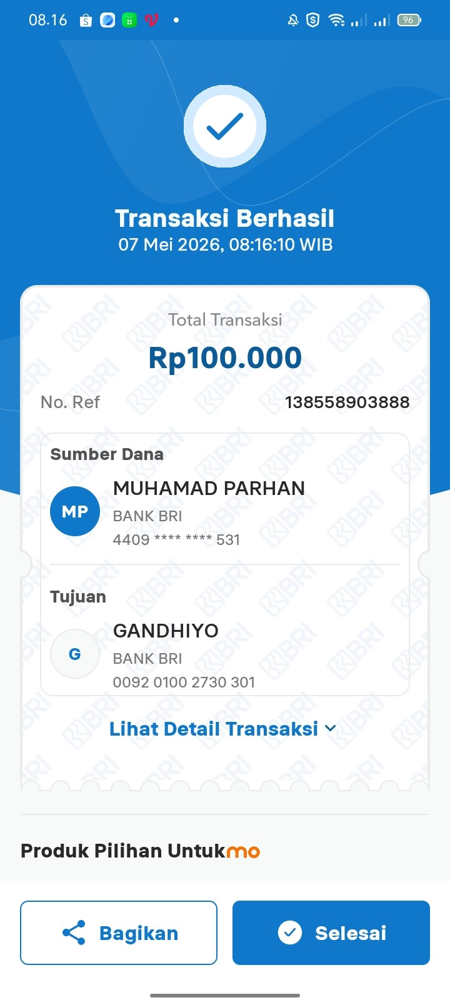 08.16
96
Transaksi Berhasil
07 Mei 2026, 08:16:10 WIB
Total Transaksi
Rp100.000
No. Ref 138558903888
Sumber Dana
MP
MUHAMAD PARHAN
BANK BRI
4409 **** **** 531
Tujuan
G
GANDHIYO
BANK BRI
0092 0100 2730 301
Lihat Detail Transaksi
Produk Pilihan Untukmo
Bagikan
Selesai